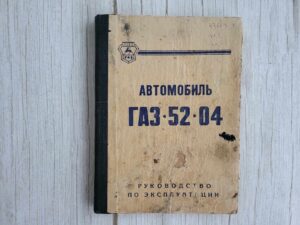 АВТОМОБИЛЬ
ГАЗ-52-04
РУКОВОДСТВО
ПО ЭКСПЛУАТАЦИИ